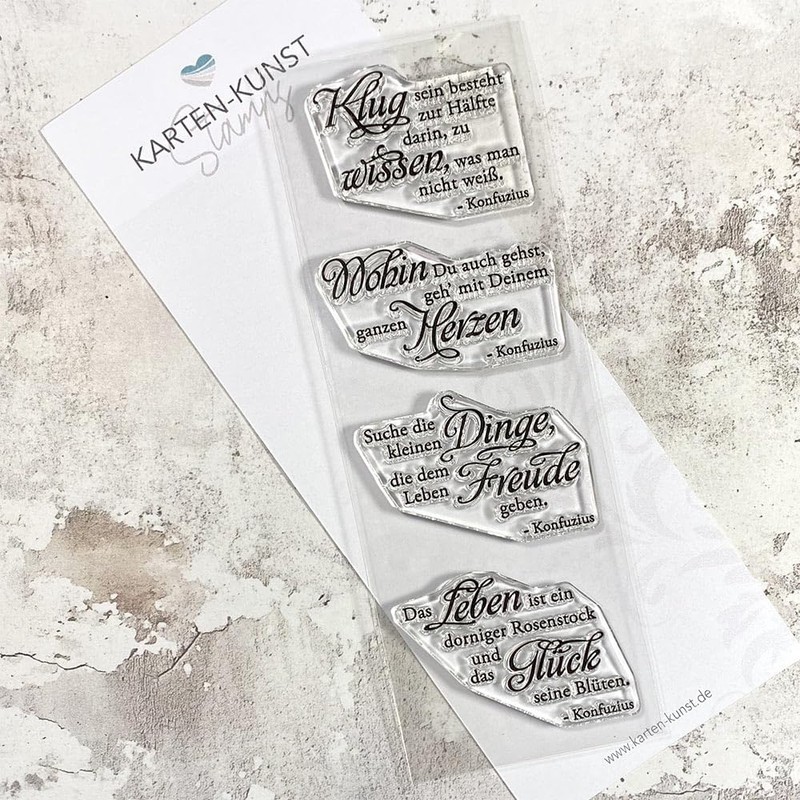 KARTEN-KUNST
Stamps
Klug sein besteht
zur Hälfte
darin, zu
wissen, was man
nicht weiß.
- Konfuzius
Wohin Du auch gehst,
geh' mit Deinem
ganzen Herzen
- Konfuzius
Suche die
kleinen Dinge,
die dem
Leben Freude
geben.
- Konfuzius
Das Leben ist ein
dorniger Rosenstock
und
das Glück
seine Blüten.
- Konfuzius
www.karten-kunst.de